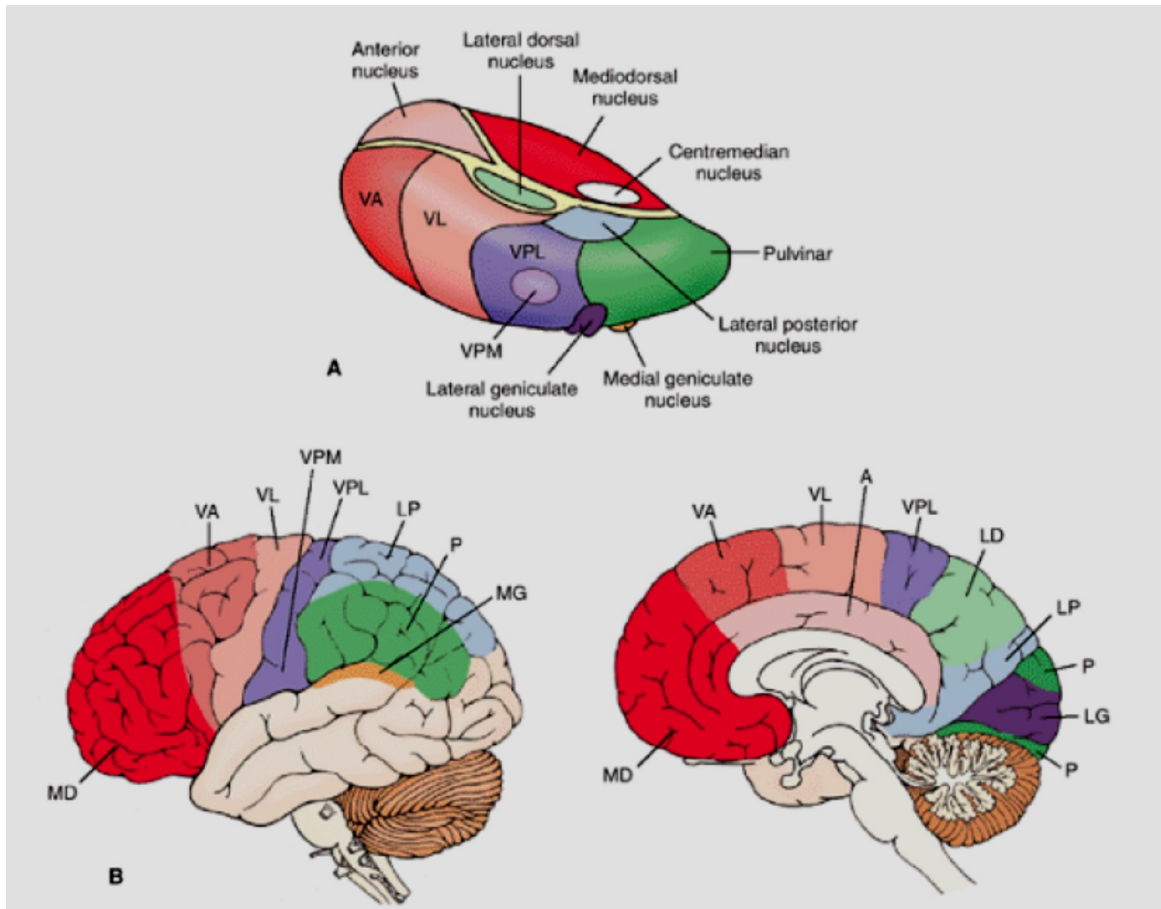 Anterior
nucleus
Lateral dorsal
nucleus
Mediodorsal
nucleus
Centremedian
nucleus
VA
VL
VPL
Pulvinar
VPM
Lateral posterior
nucleus
Lateral geniculate
nucleus
Medial geniculate
nucleus
A
VPM
VA
VL
VPL
LP
P
MG
MD
B
VA
VL
A
VPL
LD
LP
P
LG
P
MD